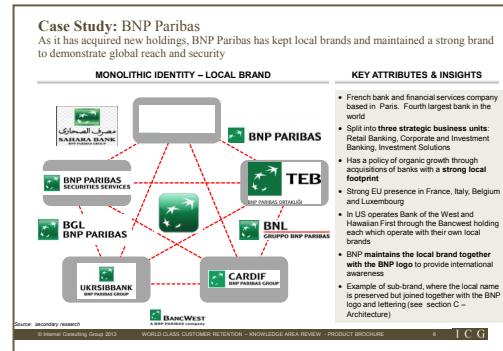 Case Study: BNP Paribas
As it has acquired new holdings, BNP Paribas has kept local brands and maintained a strong brand
to demonstrate global reach and security
MONOLITHIC IDENTITY – LOCAL BRAND
مصرف الصحارى
SAHARA BANK
BNP PARIBAS GROUP
BNP PARIBAS
BNP PARIBAS
SECURITIES SERVICES
TEB
BNP PARIBAS ORTAKLIĞI
BGL
BNP PARIBAS
BNL
GRUPPO BNP PARIBAS
UKRSIBBANK
BNP PARIBAS GROUP
CARDIF
BNP PARIBAS GROUP
BANCWEST
A BNP PARIBAS company
KEY ATTRIBUTES & INSIGHTS
• French bank and financial services company
based in Paris. Fourth largest bank in the
world
• Split into three strategic business units:
Retail Banking, Corporate and Investment
Banking, Investment Solutions
• Has a policy of organic growth through
acquisitions of banks with a strong local
footprint
• Strong EU presence in France, Italy, Belgium
and Luxembourg
• In US operates Bank of the West and
Hawaiian First through the Bancwest holding
each which operate with their own local
brands
• BNP maintains the local brand together
with the BNP logo to provide international
awareness
• Example of sub-brand, where the local name
is preserved but joined together with the BNP
logo and lettering (see section C –
Architecture)
Source: secondary research
© Internal Consulting Group 2013
WORLD CLASS CUSTOMER RETENTION – KNOWLEDGE AREA REVIEW - PRODUCT BROCHURE
6
ICG